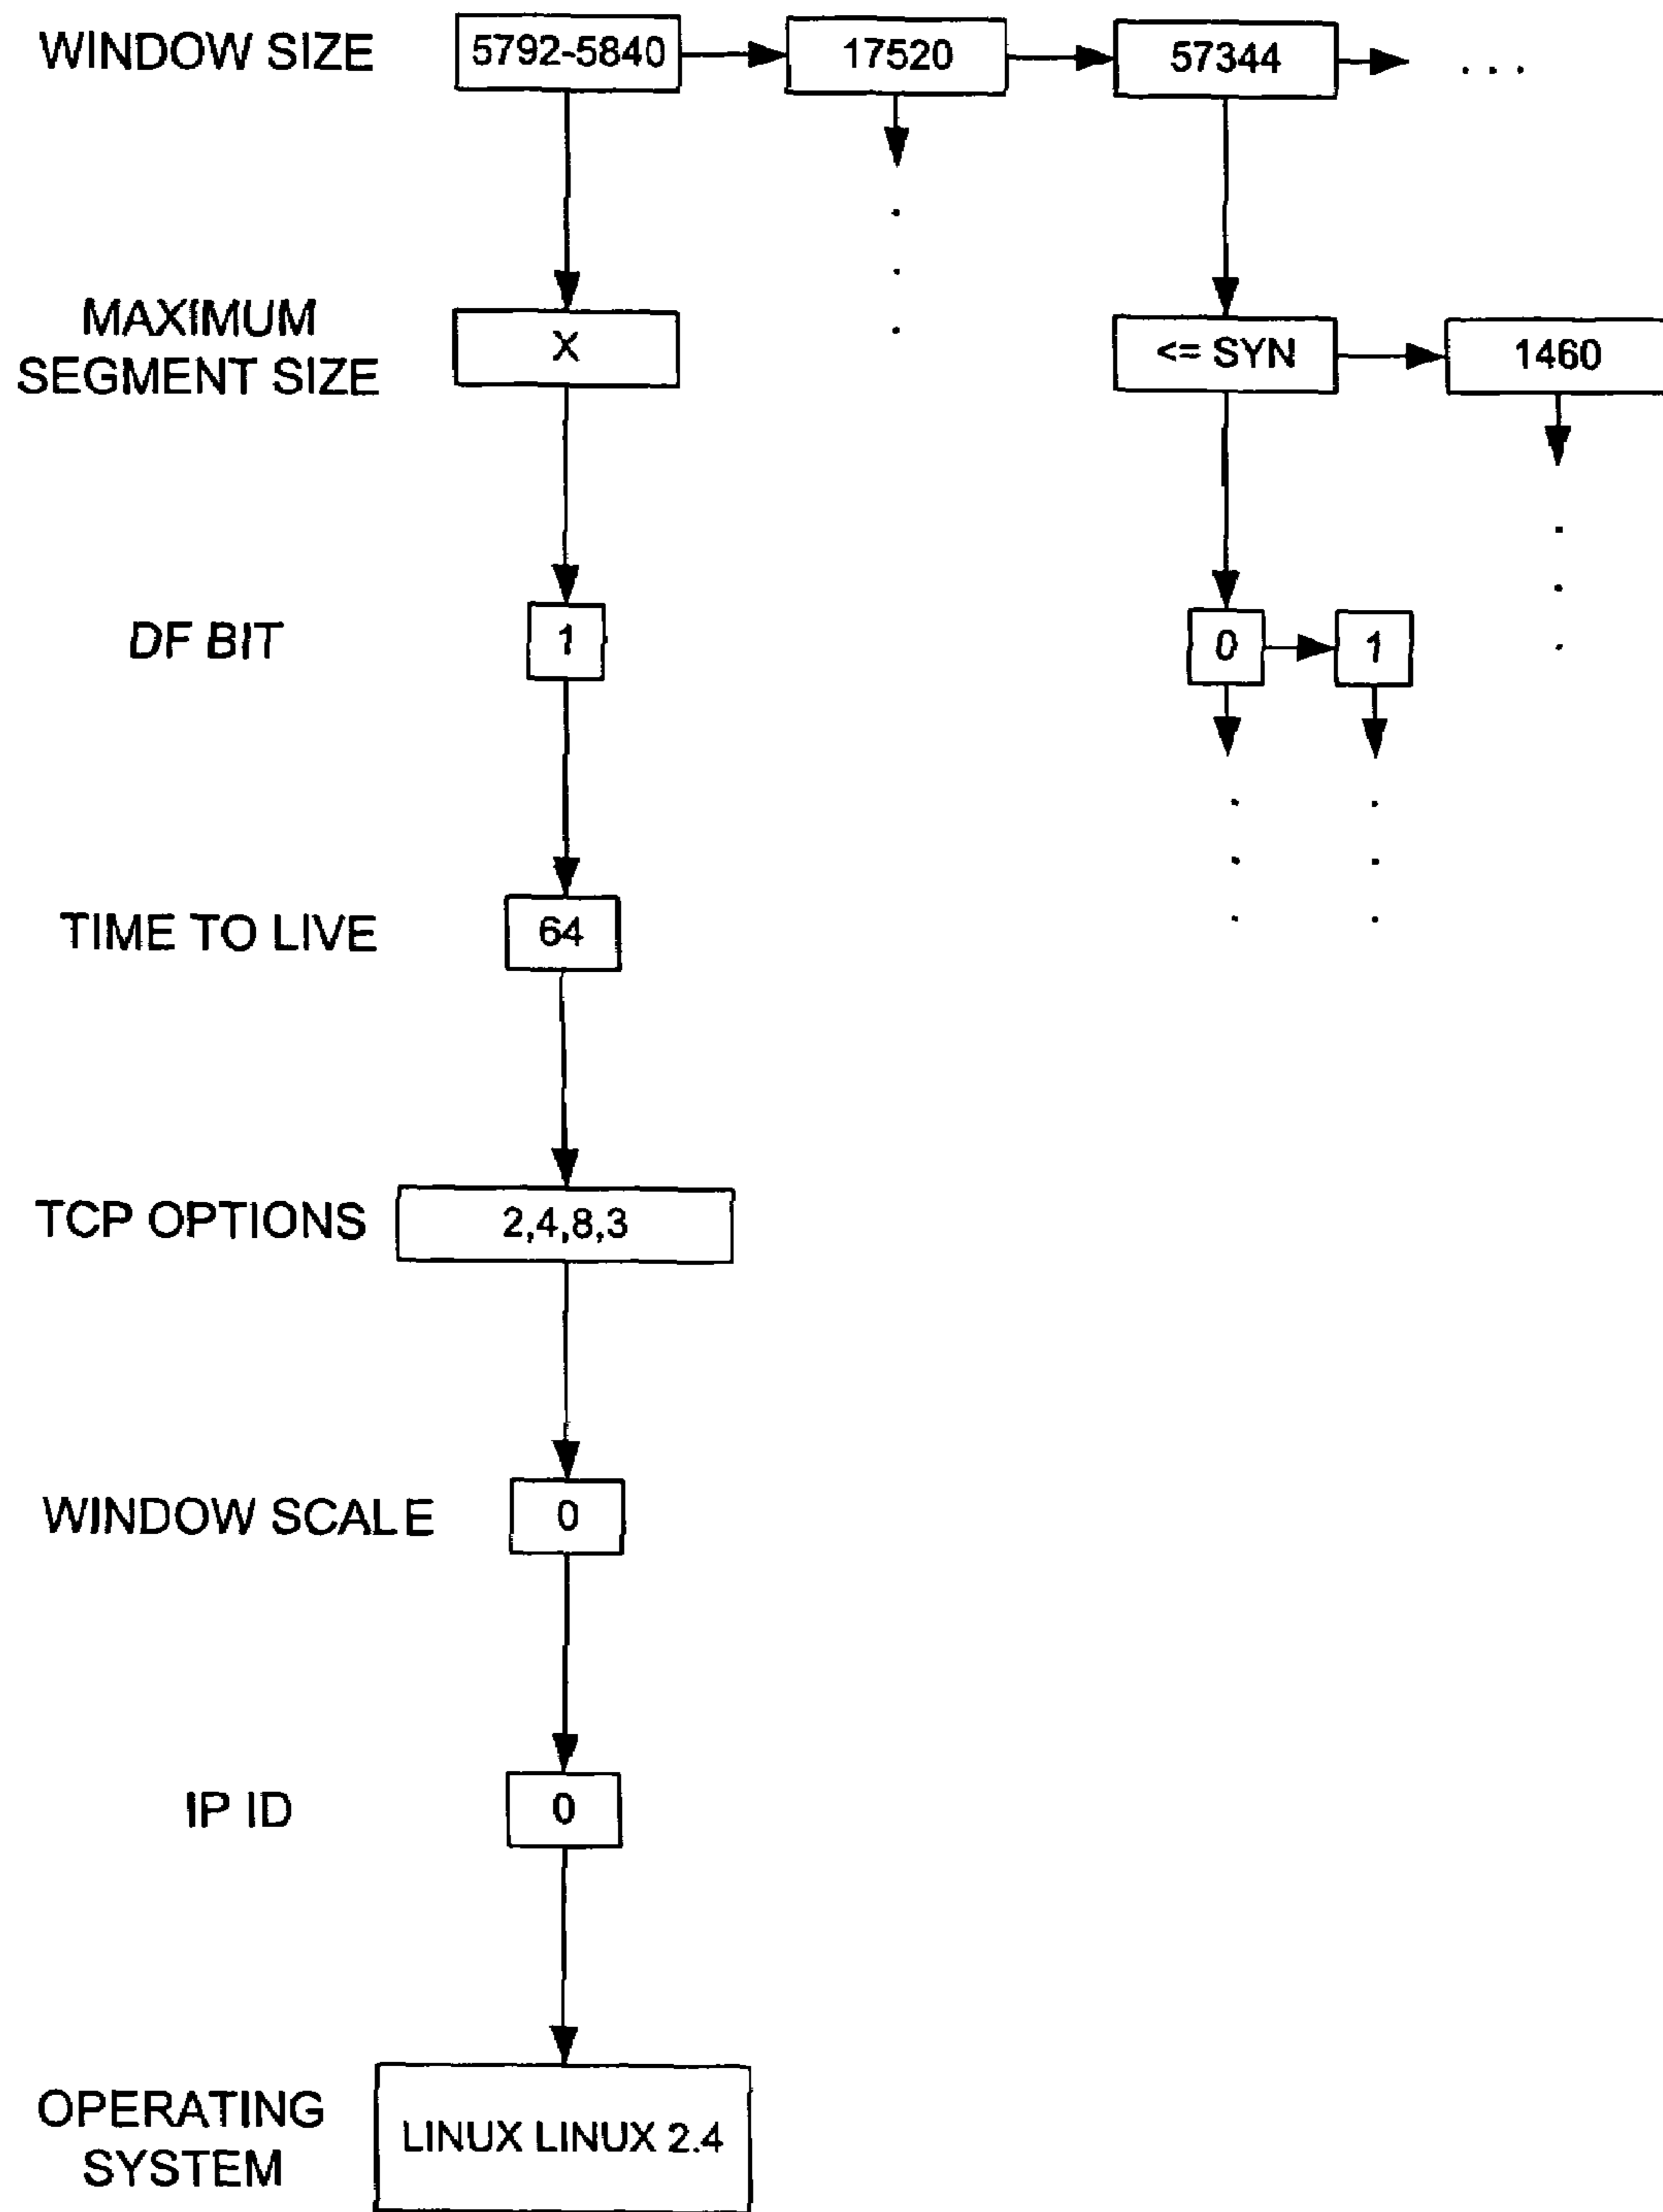 WINDOW SIZE 5792-5840 17520 57344 . . .
MAXIMUM
SEGMENT SIZE X <= SYN 1460
DF BIT 1 0 1
TIME TO LIVE 64
TCP OPTIONS 2,4,8,3
WINDOW SCALE 0
IP ID 0
OPERATING
SYSTEM LINUX LINUX 2.4